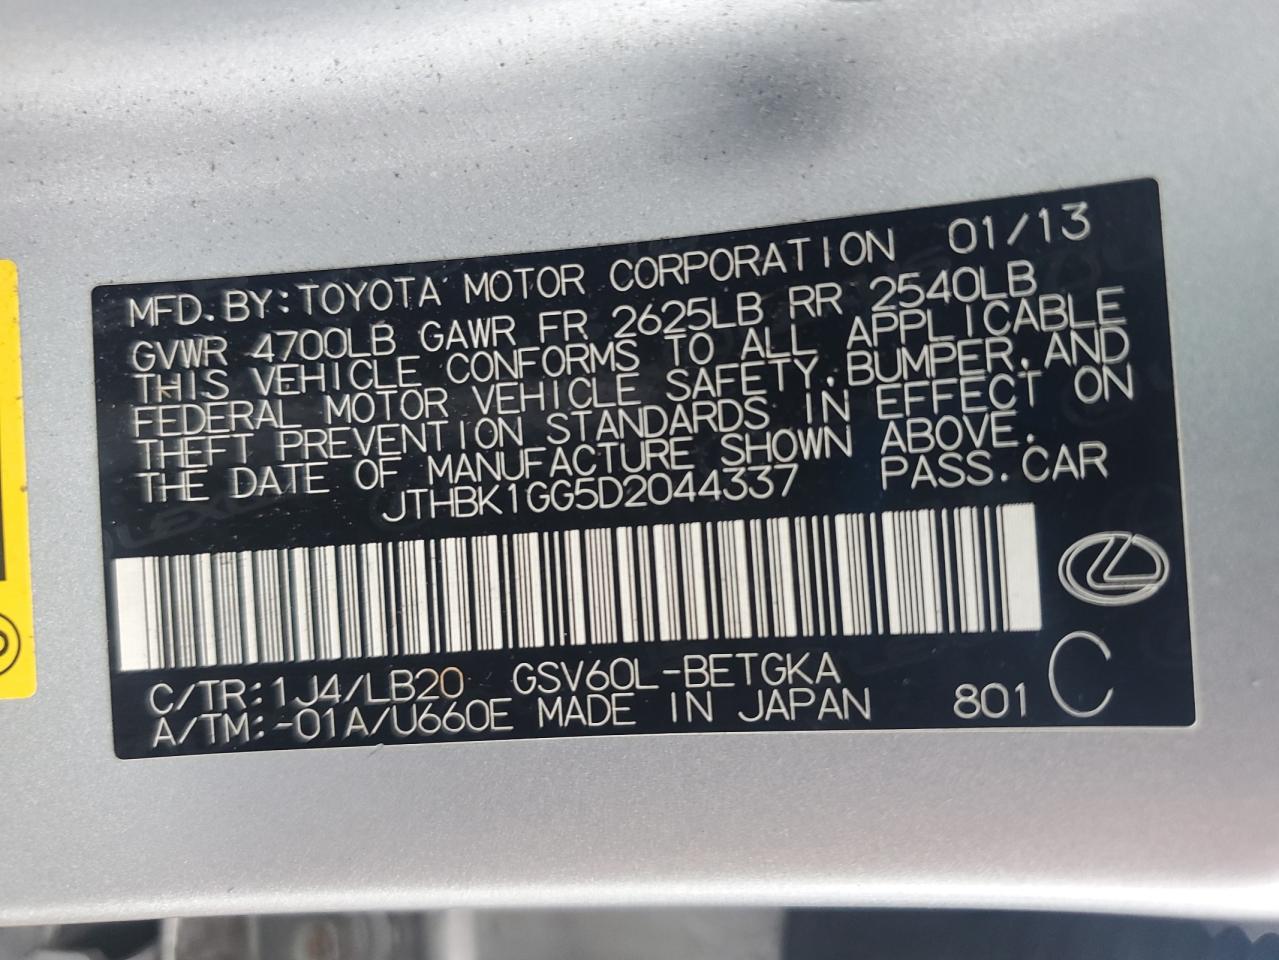 MFD. BY: TOYOTA MOTOR CORPORATION 01/13
GVWR 4700LB GAWR FR 2625LB RR 2540LB
THIS VEHICLE CONFORMS TO ALL APPLICABLE
FEDERAL MOTOR VEHICLE SAFETY, BUMPER, AND
THEFT PREVENTION STANDARDS IN EFFECT ON
THE DATE OF MANUFACTURE SHOWN ABOVE.
JTHBK1GG5D2044337 PASS. CAR
C/TR: 1J4/LB20 GSV60L-BETGKA
A/TM: -01A/U660E MADE IN JAPAN 801 C